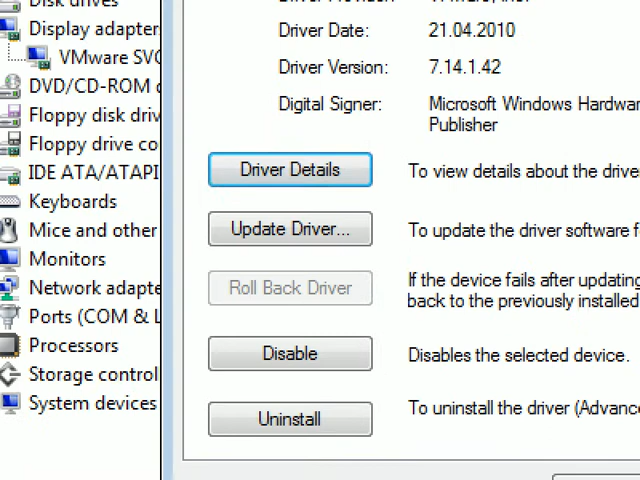 Disk drives
Display adapter
VMware SV
DVD/CD-ROM
Floppy disk driv
Floppy drive co
IDE ATA/ATAPI
Keyboards
Mice and other
Monitors
Network adapte
Ports (COM & L
Processors
Storage control
System devices
Driver Date: 21.04.2010
Driver Version: 7.14.1.42
Digital Signer: Microsoft Windows Hardwa
Publisher
Driver Details To view details about the drive
Update Driver... To update the driver software f
Roll Back Driver If the device fails after updating
back to the previously installed
Disable Disables the selected device.
Uninstall To uninstall the driver (Advanc